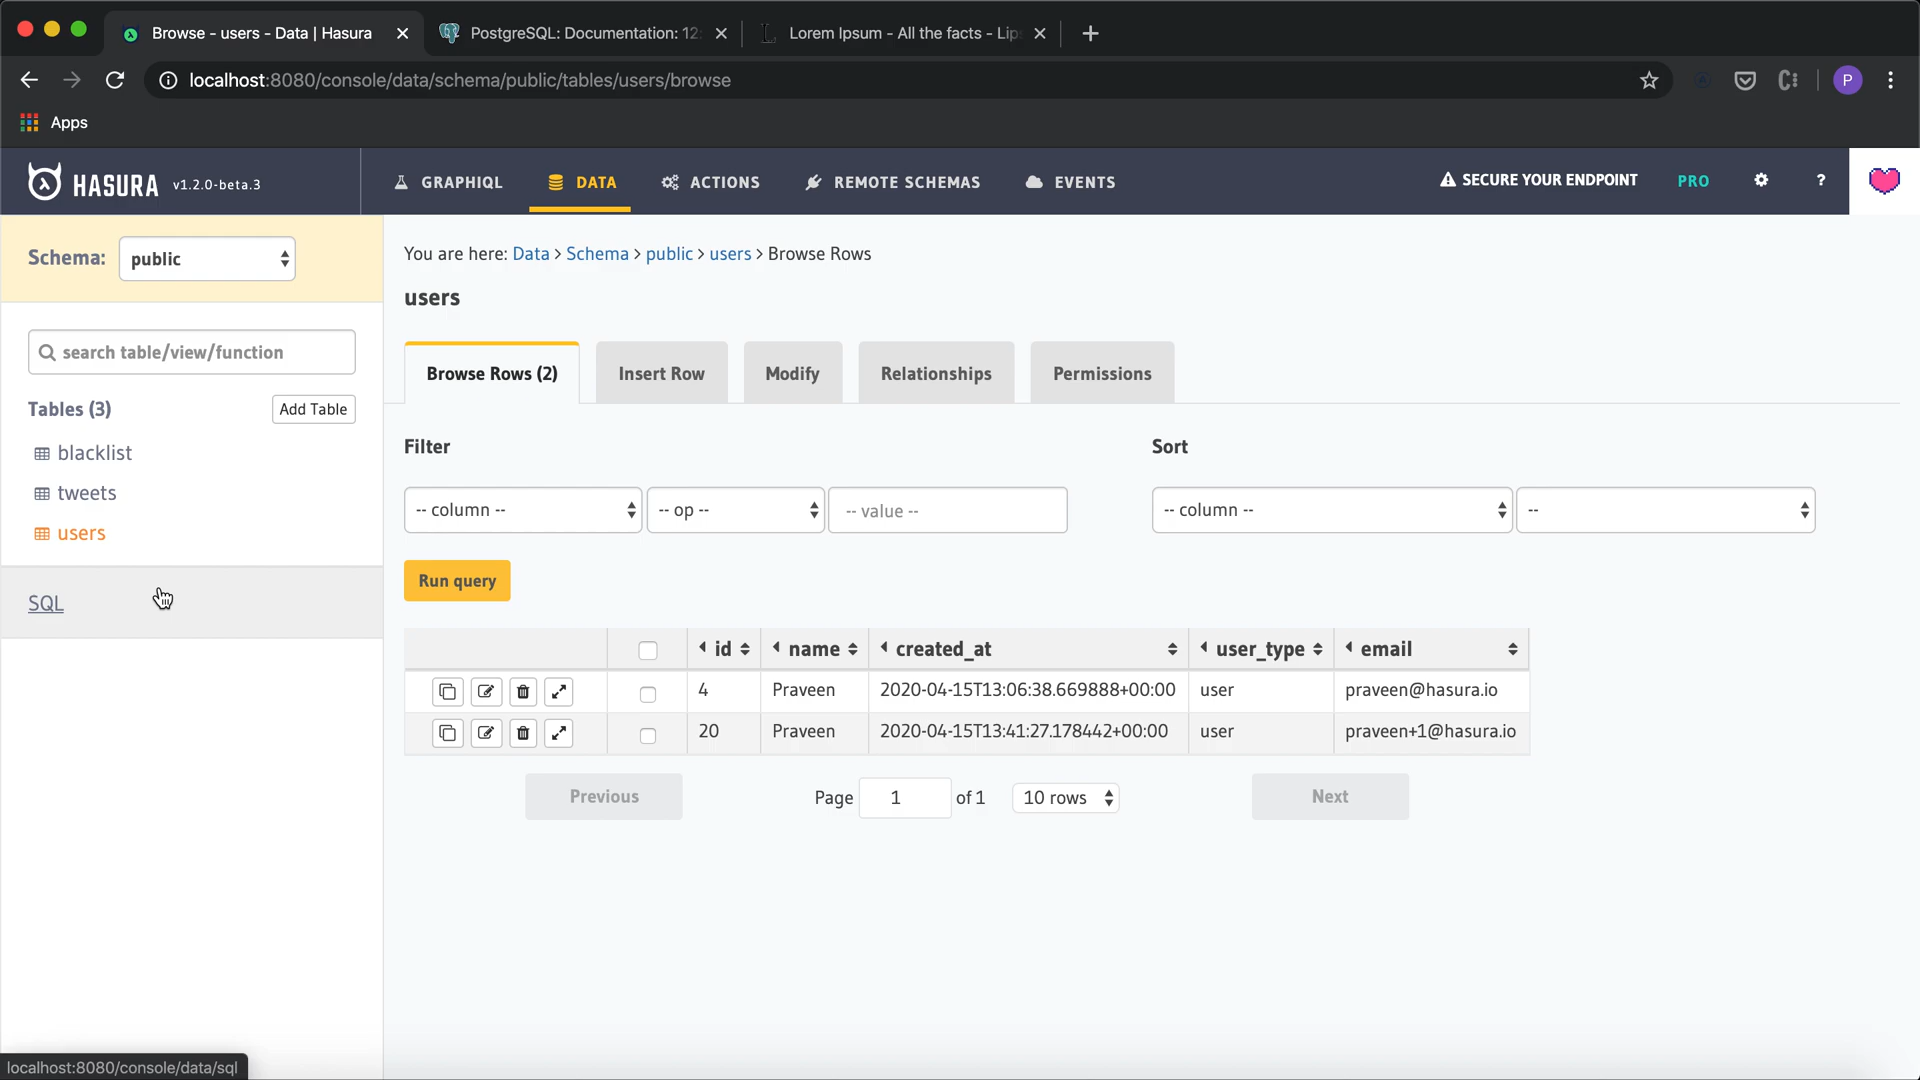 Browse - users - Data | Hasura
PostgreSQL: Documentation: 12:
Lorem Ipsum - All the facts - Lip
localhost:8080/console/data/schema/public/tables/users/browse
P
Apps
HASURA v1.2.0-beta.3
GRAPHIQL
DATA
ACTIONS
REMOTE SCHEMAS
EVENTS
SECURE YOUR ENDPOINT
PRO
?
Schema: public
search table/view/function
Tables (3)
Add Table
blacklist
tweets
users
SQL
You are here: Data > Schema > public > users > Browse Rows
users
Browse Rows (2)
Insert Row
Modify
Relationships
Permissions
Filter
Sort
-- column --
-- op --
-- value --
-- column --
--
Run query
id name created_at user_type email
4 Praveen 2020-04-15T13:06:38.669888+00:00 user praveen@hasura.io
20 Praveen 2020-04-15T13:41:27.178442+00:00 user praveen+1@hasura.io
Previous
Page 1 of 1
10 rows
Next
localhost:8080/console/data/sql